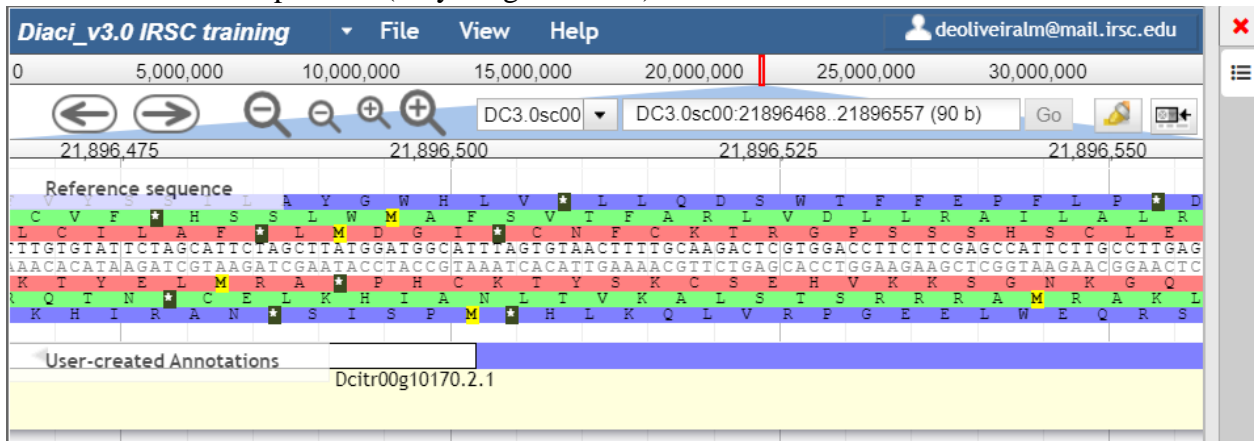 Diaci_v3.0 IRSC training File View Help deoliveiralm@mail.irsc.edu
0 5,000,000 10,000,000 15,000,000 20,000,000 25,000,000 30,000,000
DC3.0sc00 DC3.0sc00:21896468..21896557 (90 b) Go
21,896,475 21,896,500 21,896,525 21,896,550
Reference sequence
A Y G W H L V * L L Q D S W T F F E P F L P * D
C V F * H S S L W M A F S V T F A R L V D L L R A I L A L R
L C I L A F * L M D G I * C N F C K T R G P S S S H S C L E
TTGTGTATTCTAGCATTCTAGCTTATGGATGGCATTTAGTGTAACTTTTGCAAGACTCGTGGACCTTCTTCGAGCCATTCTTGCCTTGAG
AACACATAAGATCGTAAGATCGAATACCTACCGTAAATCACATTGAAAACGTTCTGAGCACCTGGAAGAAGCTCGGTAAGAACGGAACTC
K T Y E L M R A * P H C K T Y S K C S E H V K K S G N K G Q
Q T N * C E L K H I A N L T V K A L S T S R R R A M R A K L
K H I R A N * S I S P M * H L K Q L V R P G E E L W E Q R S
User-created Annotations
Dcitr00g10170.2.1